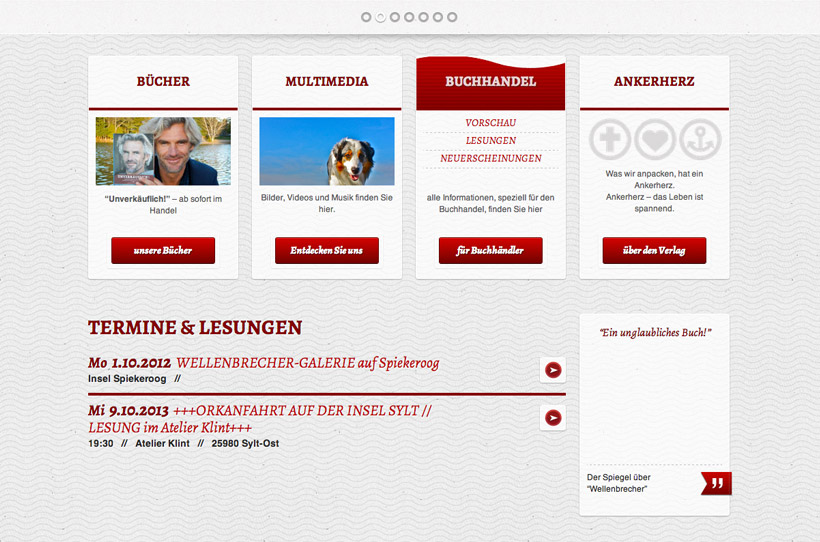 BÜCHER
"Unverkäuflich!" – ab sofort im
Handel
unsere Bücher
MULTIMEDIA
Bilder, Videos und Musik finden Sie
hier.
Entdecken Sie uns
BUCHHANDEL
VORSCHAU
LESUNGEN
NEUERSCHEINUNGEN
alle Informationen, speziell für den
Buchhandel, finden Sie hier
für Buchhändler
ANKERHERZ
Was wir anpacken, hat ein
Ankerherz.
Ankerherz – das Leben ist
spannend.
über den Verlag
TERMINE & LESUNGEN
Mo 1.10.2012 WELLENBRECHER-GALERIE auf Spiekeroog
Insel Spiekeroog //
Mi 9.10.2013 +++ORKANFAHRT AUF DER INSEL SYLT //
LESUNG im Atelier Klint+++
19:30 // Atelier Klint // 25980 Sylt-Ost
"Ein unglaubliches Buch!"
Der Spiegel über
"Wellenbrecher"